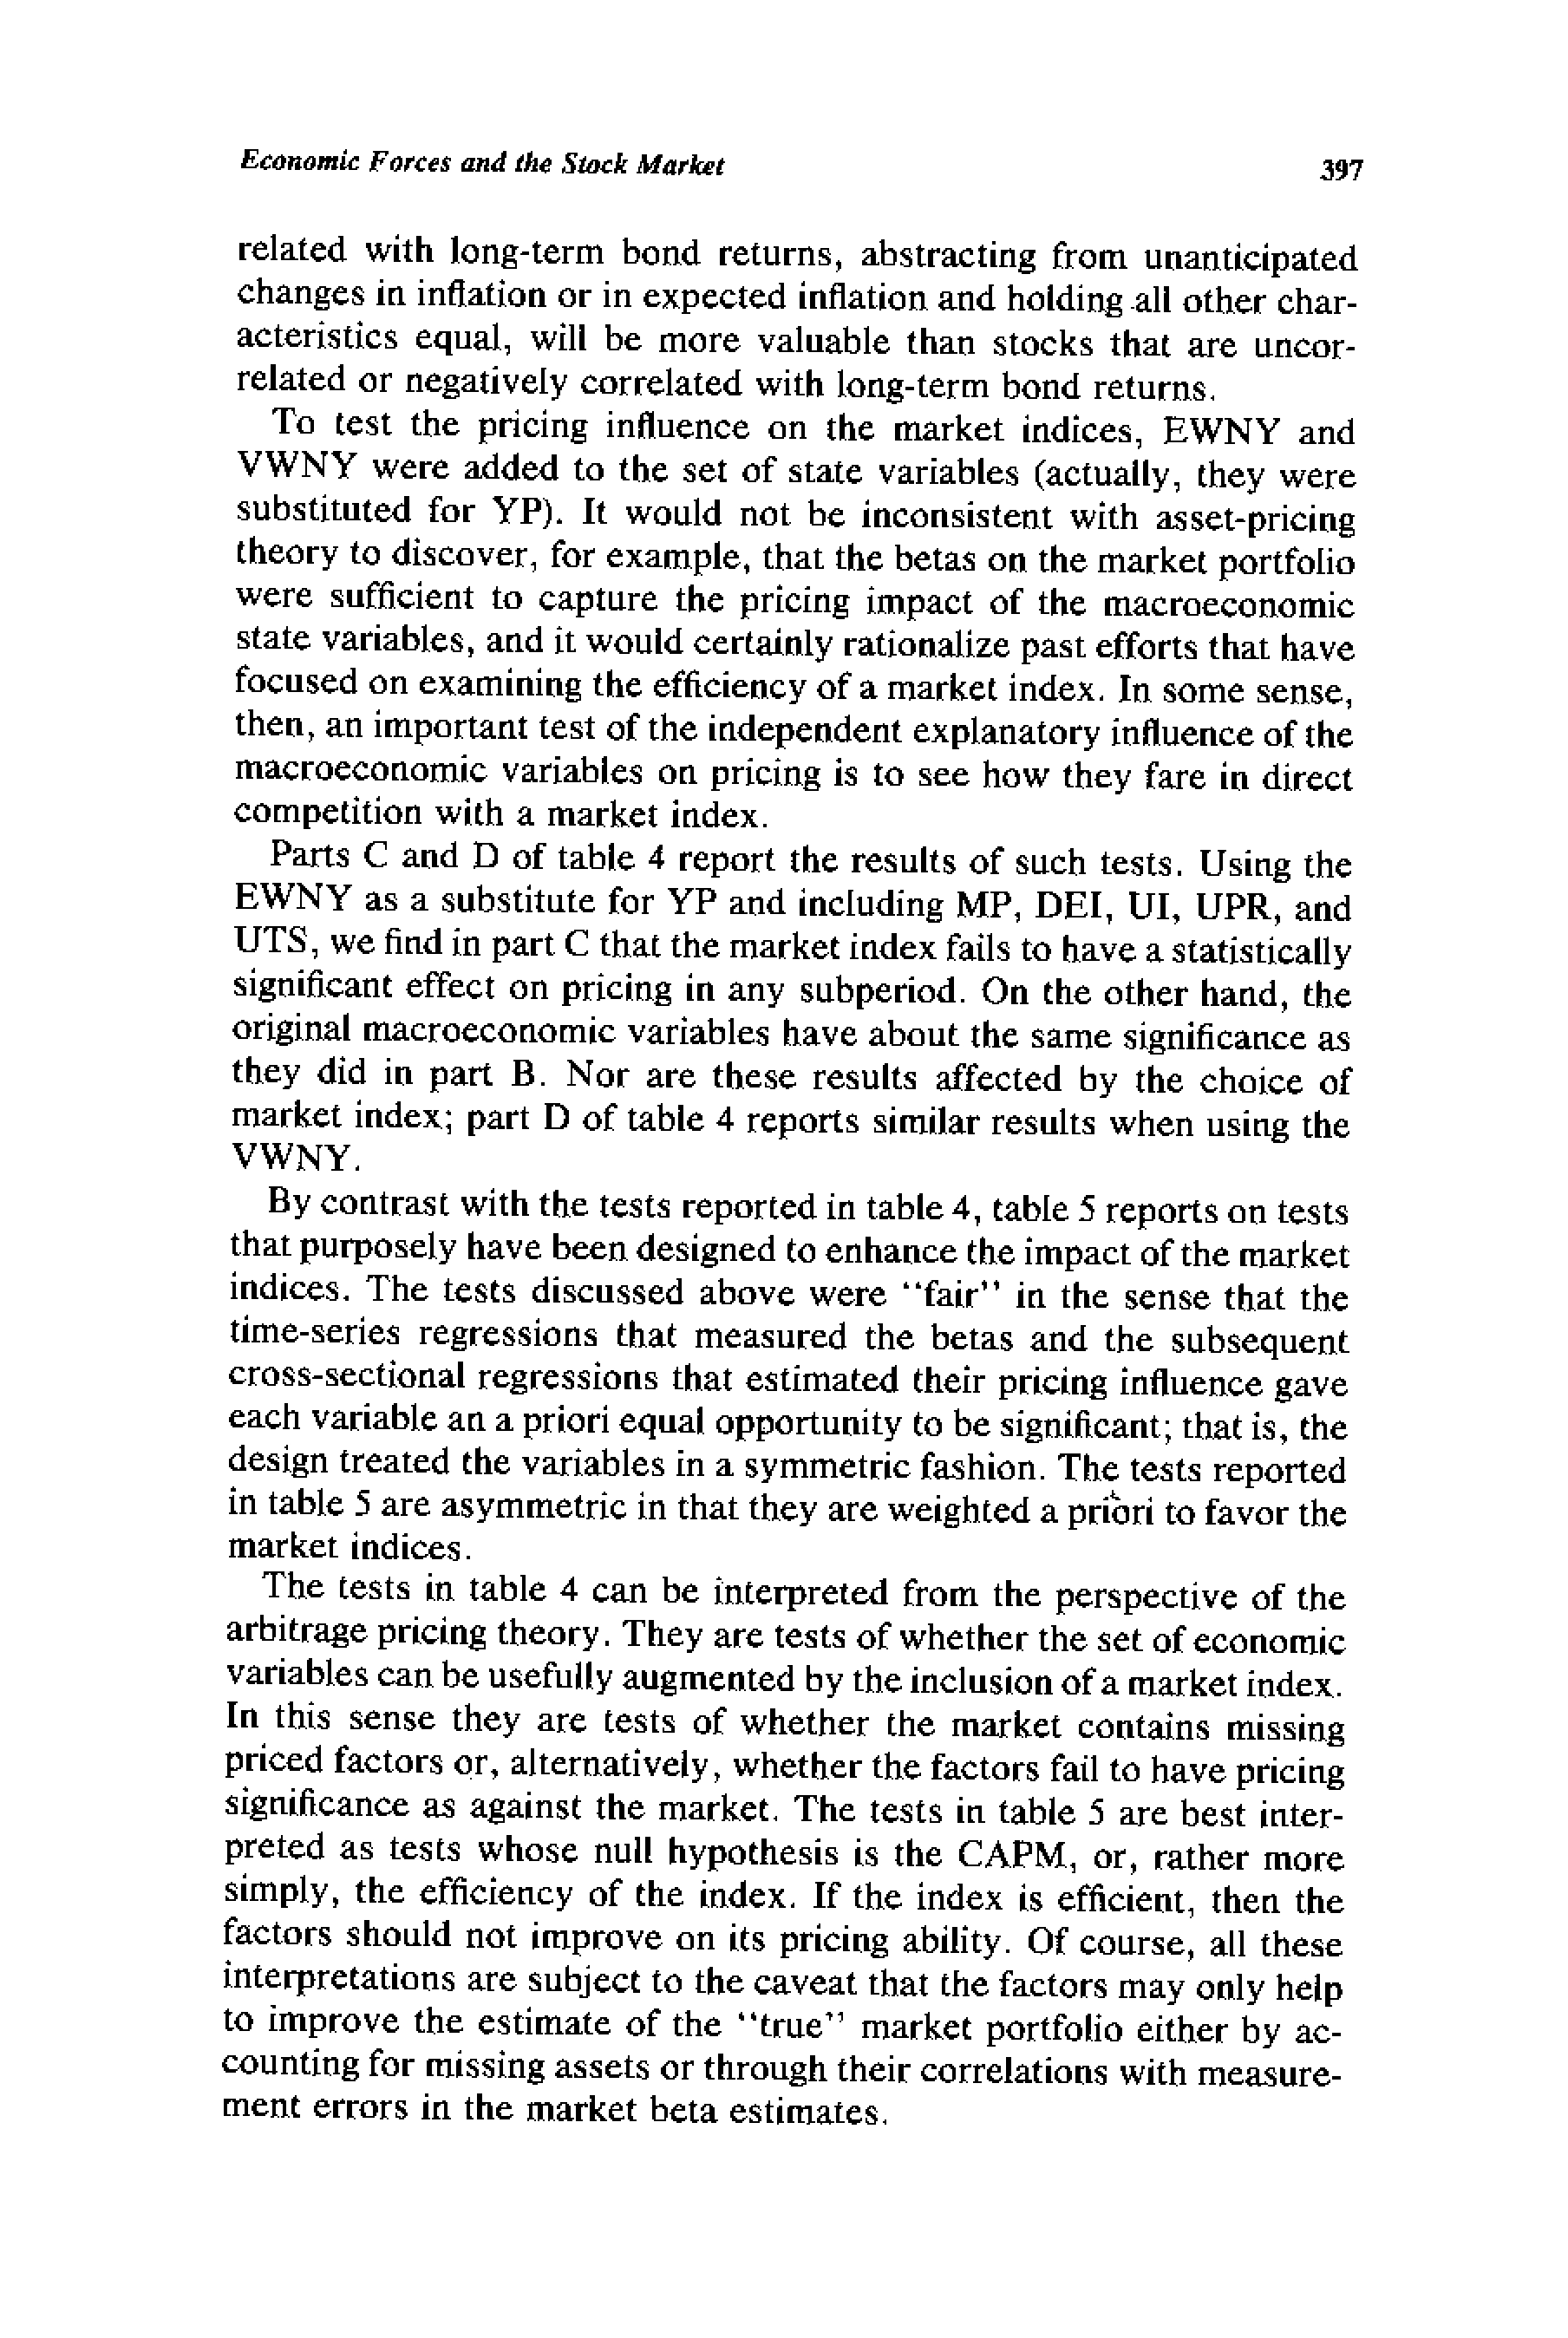 Economic Forces and the Stock Market 397
related with long-term bond returns, abstracting from unanticipated
changes in inflation or in expected inflation and holding all other char-
acteristics equal, will be more valuable than stocks that are uncor-
related or negatively correlated with long-term bond returns.
To test the pricing influence on the market indices, EWNY and
VWNY were added to the set of state variables (actually, they were
substituted for YP). It would not be inconsistent with asset-pricing
theory to discover, for example, that the betas on the market portfolio
were sufficient to capture the pricing impact of the macroeconomic
state variables, and it would certainly rationalize past efforts that have
focused on examining the efficiency of a market index. In some sense,
then, an important test of the independent explanatory influence of the
macroeconomic variables on pricing is to see how they fare in direct
competition with a market index.
Parts C and D of table 4 report the results of such tests. Using the
EWNY as a substitute for YP and including MP, DEI, UI, UPR, and
UTS, we find in part C that the market index fails to have a statistically
significant effect on pricing in any subperiod. On the other hand, the
original macroeconomic variables have about the same significance as
they did in part B. Nor are these results affected by the choice of
market index; part D of table 4 reports similar results when using the
VWNY.
By contrast with the tests reported in table 4, table 5 reports on tests
that purposely have been designed to enhance the impact of the market
indices. The tests discussed above were “fair” in the sense that the
time-series regressions that measured the betas and the subsequent
cross-sectional regressions that estimated their pricing influence gave
each variable an a priori equal opportunity to be significant; that is, the
design treated the variables in a symmetric fashion. The tests reported
in table 5 are asymmetric in that they are weighted a priori to favor the
market indices.
The tests in table 4 can be interpreted from the perspective of the
arbitrage pricing theory. They are tests of whether the set of economic
variables can be usefully augmented by the inclusion of a market index.
In this sense they are tests of whether the market contains missing
priced factors or, alternatively, whether the factors fail to have pricing
significance as against the market. The tests in table 5 are best inter-
preted as tests whose null hypothesis is the CAPM, or, rather more
simply, the efficiency of the index. If the index is efficient, then the
factors should not improve on its pricing ability. Of course, all these
interpretations are subject to the caveat that the factors may only help
to improve the estimate of the “true” market portfolio either by ac-
counting for missing assets or through their correlations with measure-
ment errors in the market beta estimates.